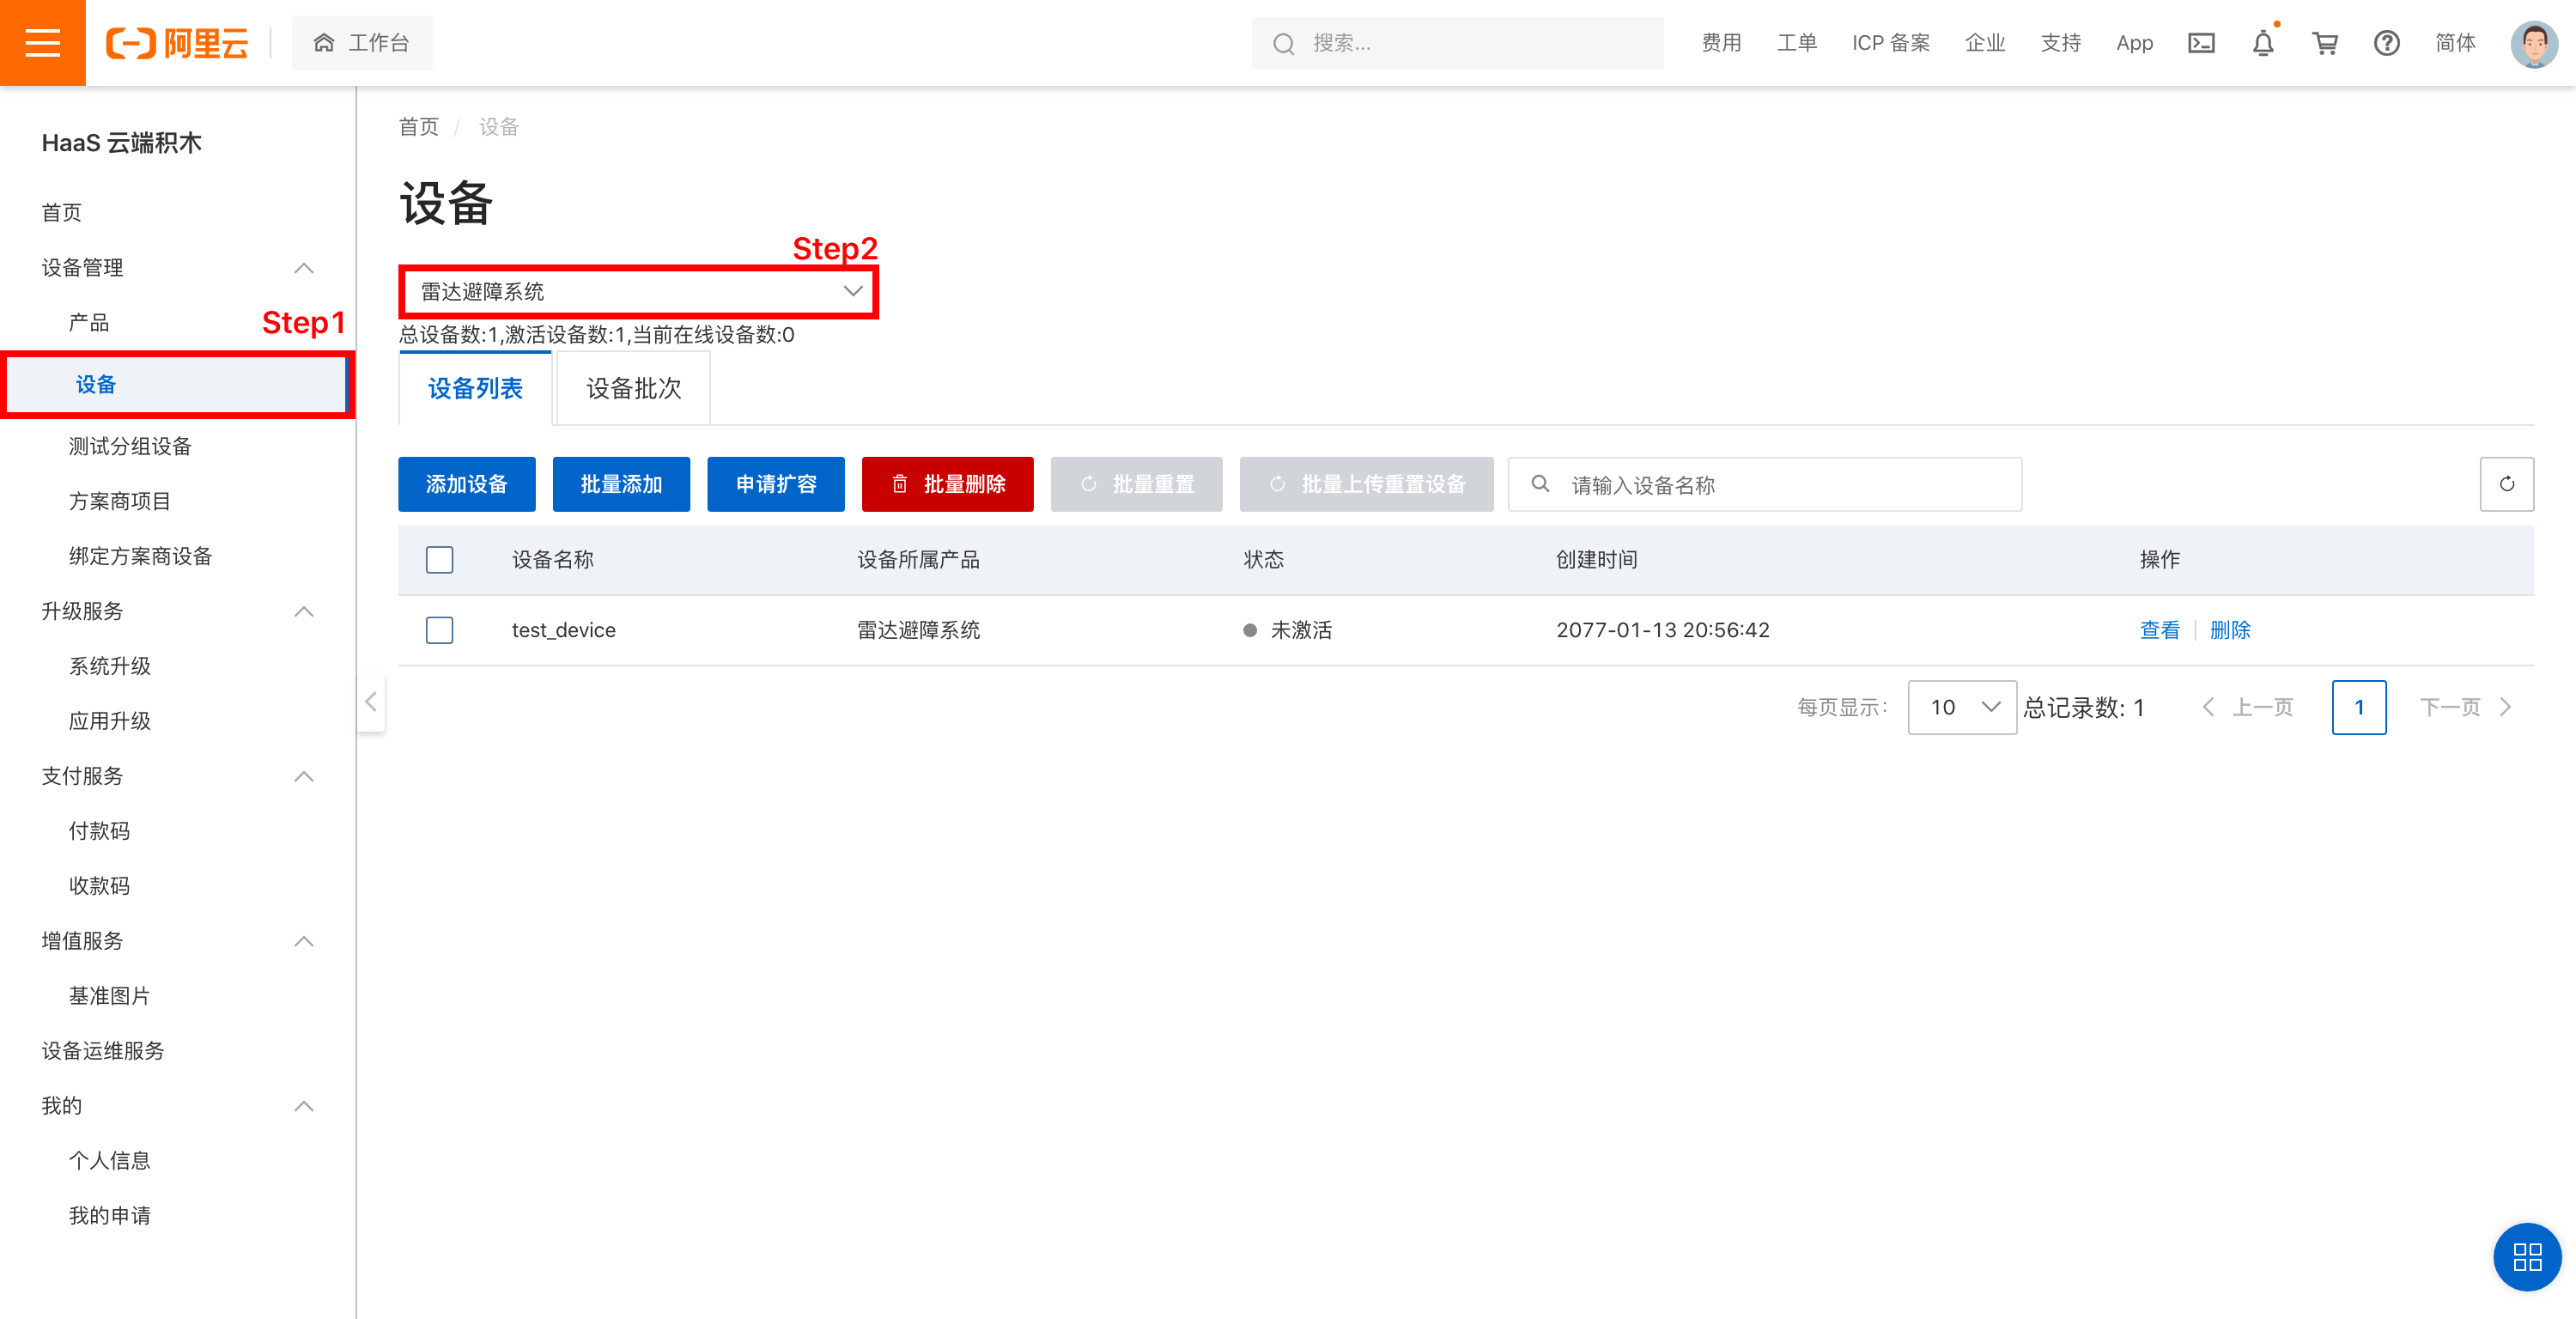 阿里云
工作台
搜索...
费用 工单 ICP 备案 企业 支持 App 简体
HaaS 云端积木
首页
设备管理
产品
Step1
设备
测试分组设备
方案商项目
绑定方案商设备
升级服务
系统升级
应用升级
支付服务
付款码
收款码
增值服务
基准图片
设备运维服务
我的
个人信息
我的申请
首页 / 设备
设备
Step2
雷达避障系统
总设备数:1,激活设备数:1,当前在线设备数:0
设备列表 设备批次
添加设备 批量添加 申请扩容 批量删除 批量重置 批量上传重置设备 请输入设备名称
设备名称 设备所属产品 状态 创建时间 操作
test_device 雷达避障系统 未激活 2077-01-13 20:56:42 查看 删除
每页显示: 10 总记录数: 1 上一页 1 下一页